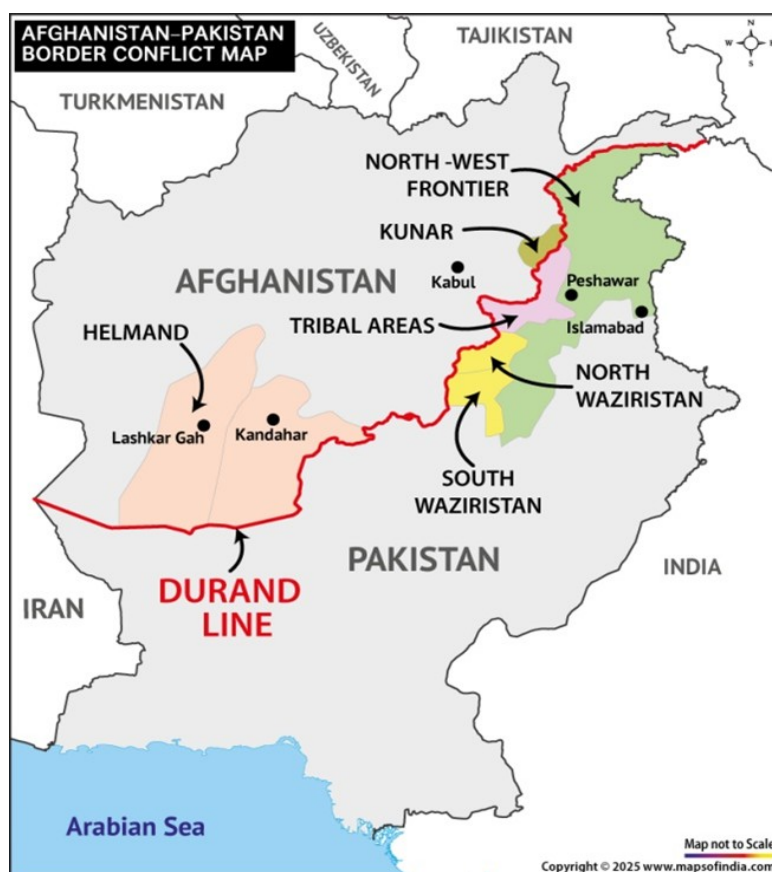 AFGHANISTAN–PAKISTAN
BORDER CONFLICT MAP
UZBEKISTAN
TAJIKISTAN
N
W
E
S
TURKMENISTAN
NORTH -WEST
FRONTIER
KUNAR
AFGHANISTAN
Kabul
Peshawar
HELMAND
TRIBAL AREAS
Islamabad
NORTH
WAZIRISTAN
Lashkar Gah
Kandahar
SOUTH
WAZIRISTAN
PAKISTAN
INDIA
DURAND
LINE
IRAN
Arabian Sea
Map not to Scale
Copyright © 2025 www.mapsofindia.com